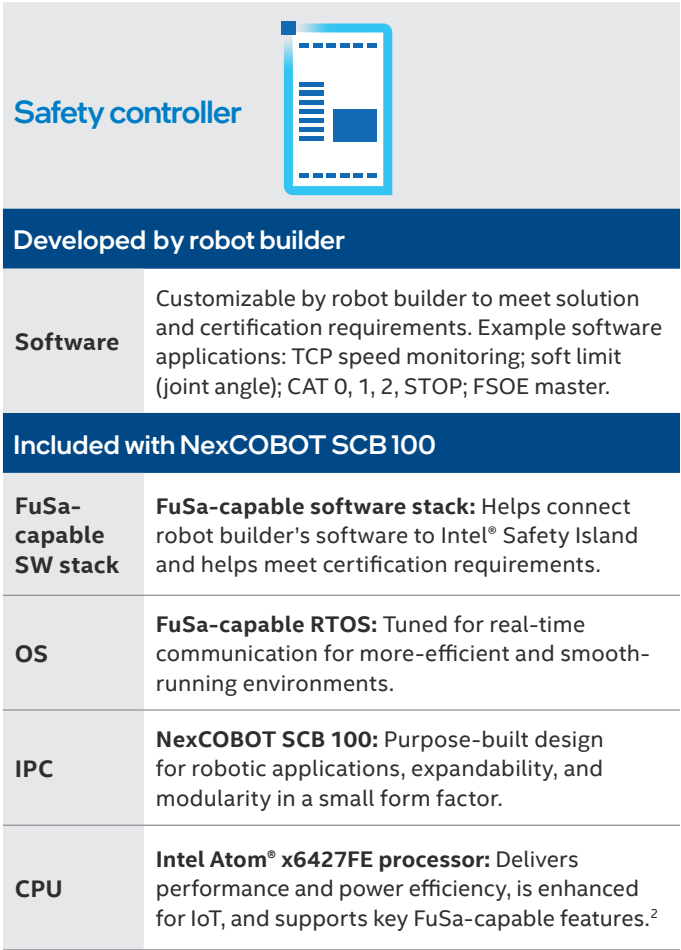 Safety controller
Developed by robot builder
Software
Customizable by robot builder to meet solution
and certification requirements. Example software
applications: TCP speed monitoring; soft limit
(joint angle); CAT 0, 1, 2, STOP; FSOE master.
Included with NexCOBOT SCB 100
FuSa-
capable
SW stack
FuSa-capable software stack: Helps connect
robot builder’s software to Intel® Safety Island
and helps meet certification requirements.
OS
FuSa-capable RTOS: Tuned for real-time
communication for more-efficient and smooth-
running environments.
IPC
NexCOBOT SCB 100: Purpose-built design
for robotic applications, expandability, and
modularity in a small form factor.
CPU
Intel Atom® x6427FE processor: Delivers
performance and power efficiency, is enhanced
for IoT, and supports key FuSa-capable features.²